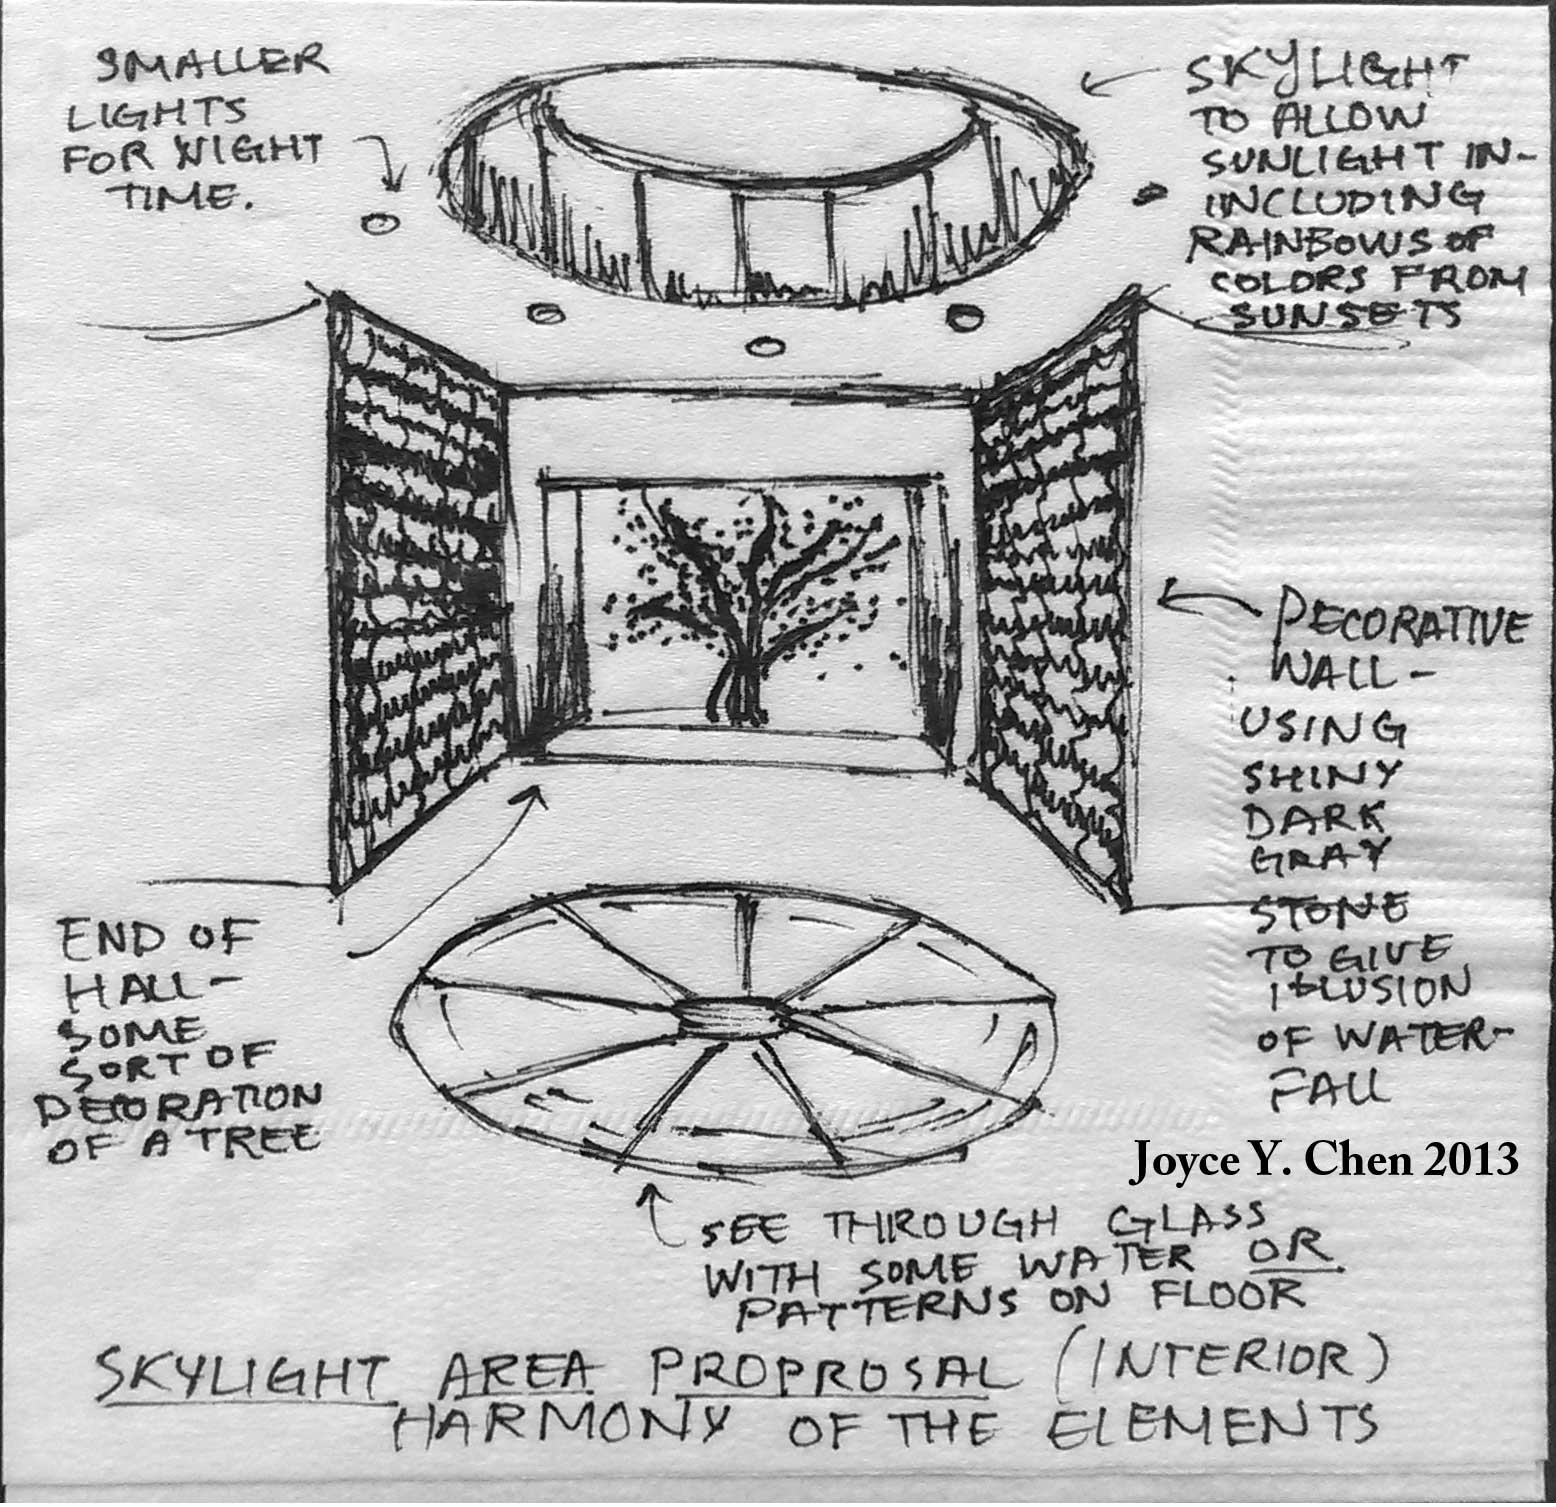 SMALLER
LIGHTS
FOR NIGHT
TIME.
SKYLIGHT
TO ALLOW
SUNLIGHT IN-
INCLUDING
RAINBOWS OF
COLORS FROM
SUNSETS
DECORATIVE
WALL-
USING
SHINY
DARK
GRAY
STONE
TO GIVE
ILLUSION
OF WATER-
FALL
END OF
HALL-
SOME
SORT OF
DECORATION
OF A TREE
Joyce Y. Chen 2013
SEE THROUGH GLASS
WITH SOME WATER OR
PATTERNS ON FLOOR
SKYLIGHT AREA PROPROSAL (INTERIOR)
HARMONY OF THE ELEMENTS